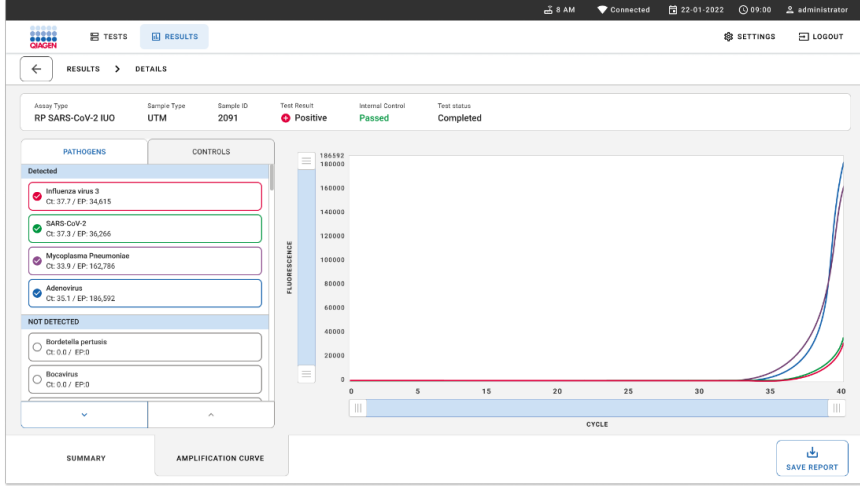 8 AM Connected 22-01-2022 09:00 administrator
QIAGEN TESTS RESULTS SETTINGS LOGOUT
RESULTS > DETAILS
Assay Type Sample Type Sample ID Test Result Internal Control Test status
RP SARS-CoV-2 IUO UTM 2091 Positive Passed Completed
PATHOGENS CONTROLS
Detected
Influenza virus 3
Ct: 37.7 / EP: 34,615
SARS-CoV-2
Ct: 37.3 / EP: 36,266
Mycoplasma Pneumoniae
Ct: 33.9 / EP: 162,786
Adenovirus
Ct: 35.1 / EP: 186,592
NOT DETECTED
Bordetella pertusis
Ct: 0.0 / EP:0
Bocavirus
Ct: 0.0 / EP:0
FLUORESCENCE
186592
180000
160000
140000
120000
100000
80000
60000
40000
20000
0
0 5 15 20 25 30 35 40
CYCLE
SUMMARY AMPLIFICATION CURVE
SAVE REPORT